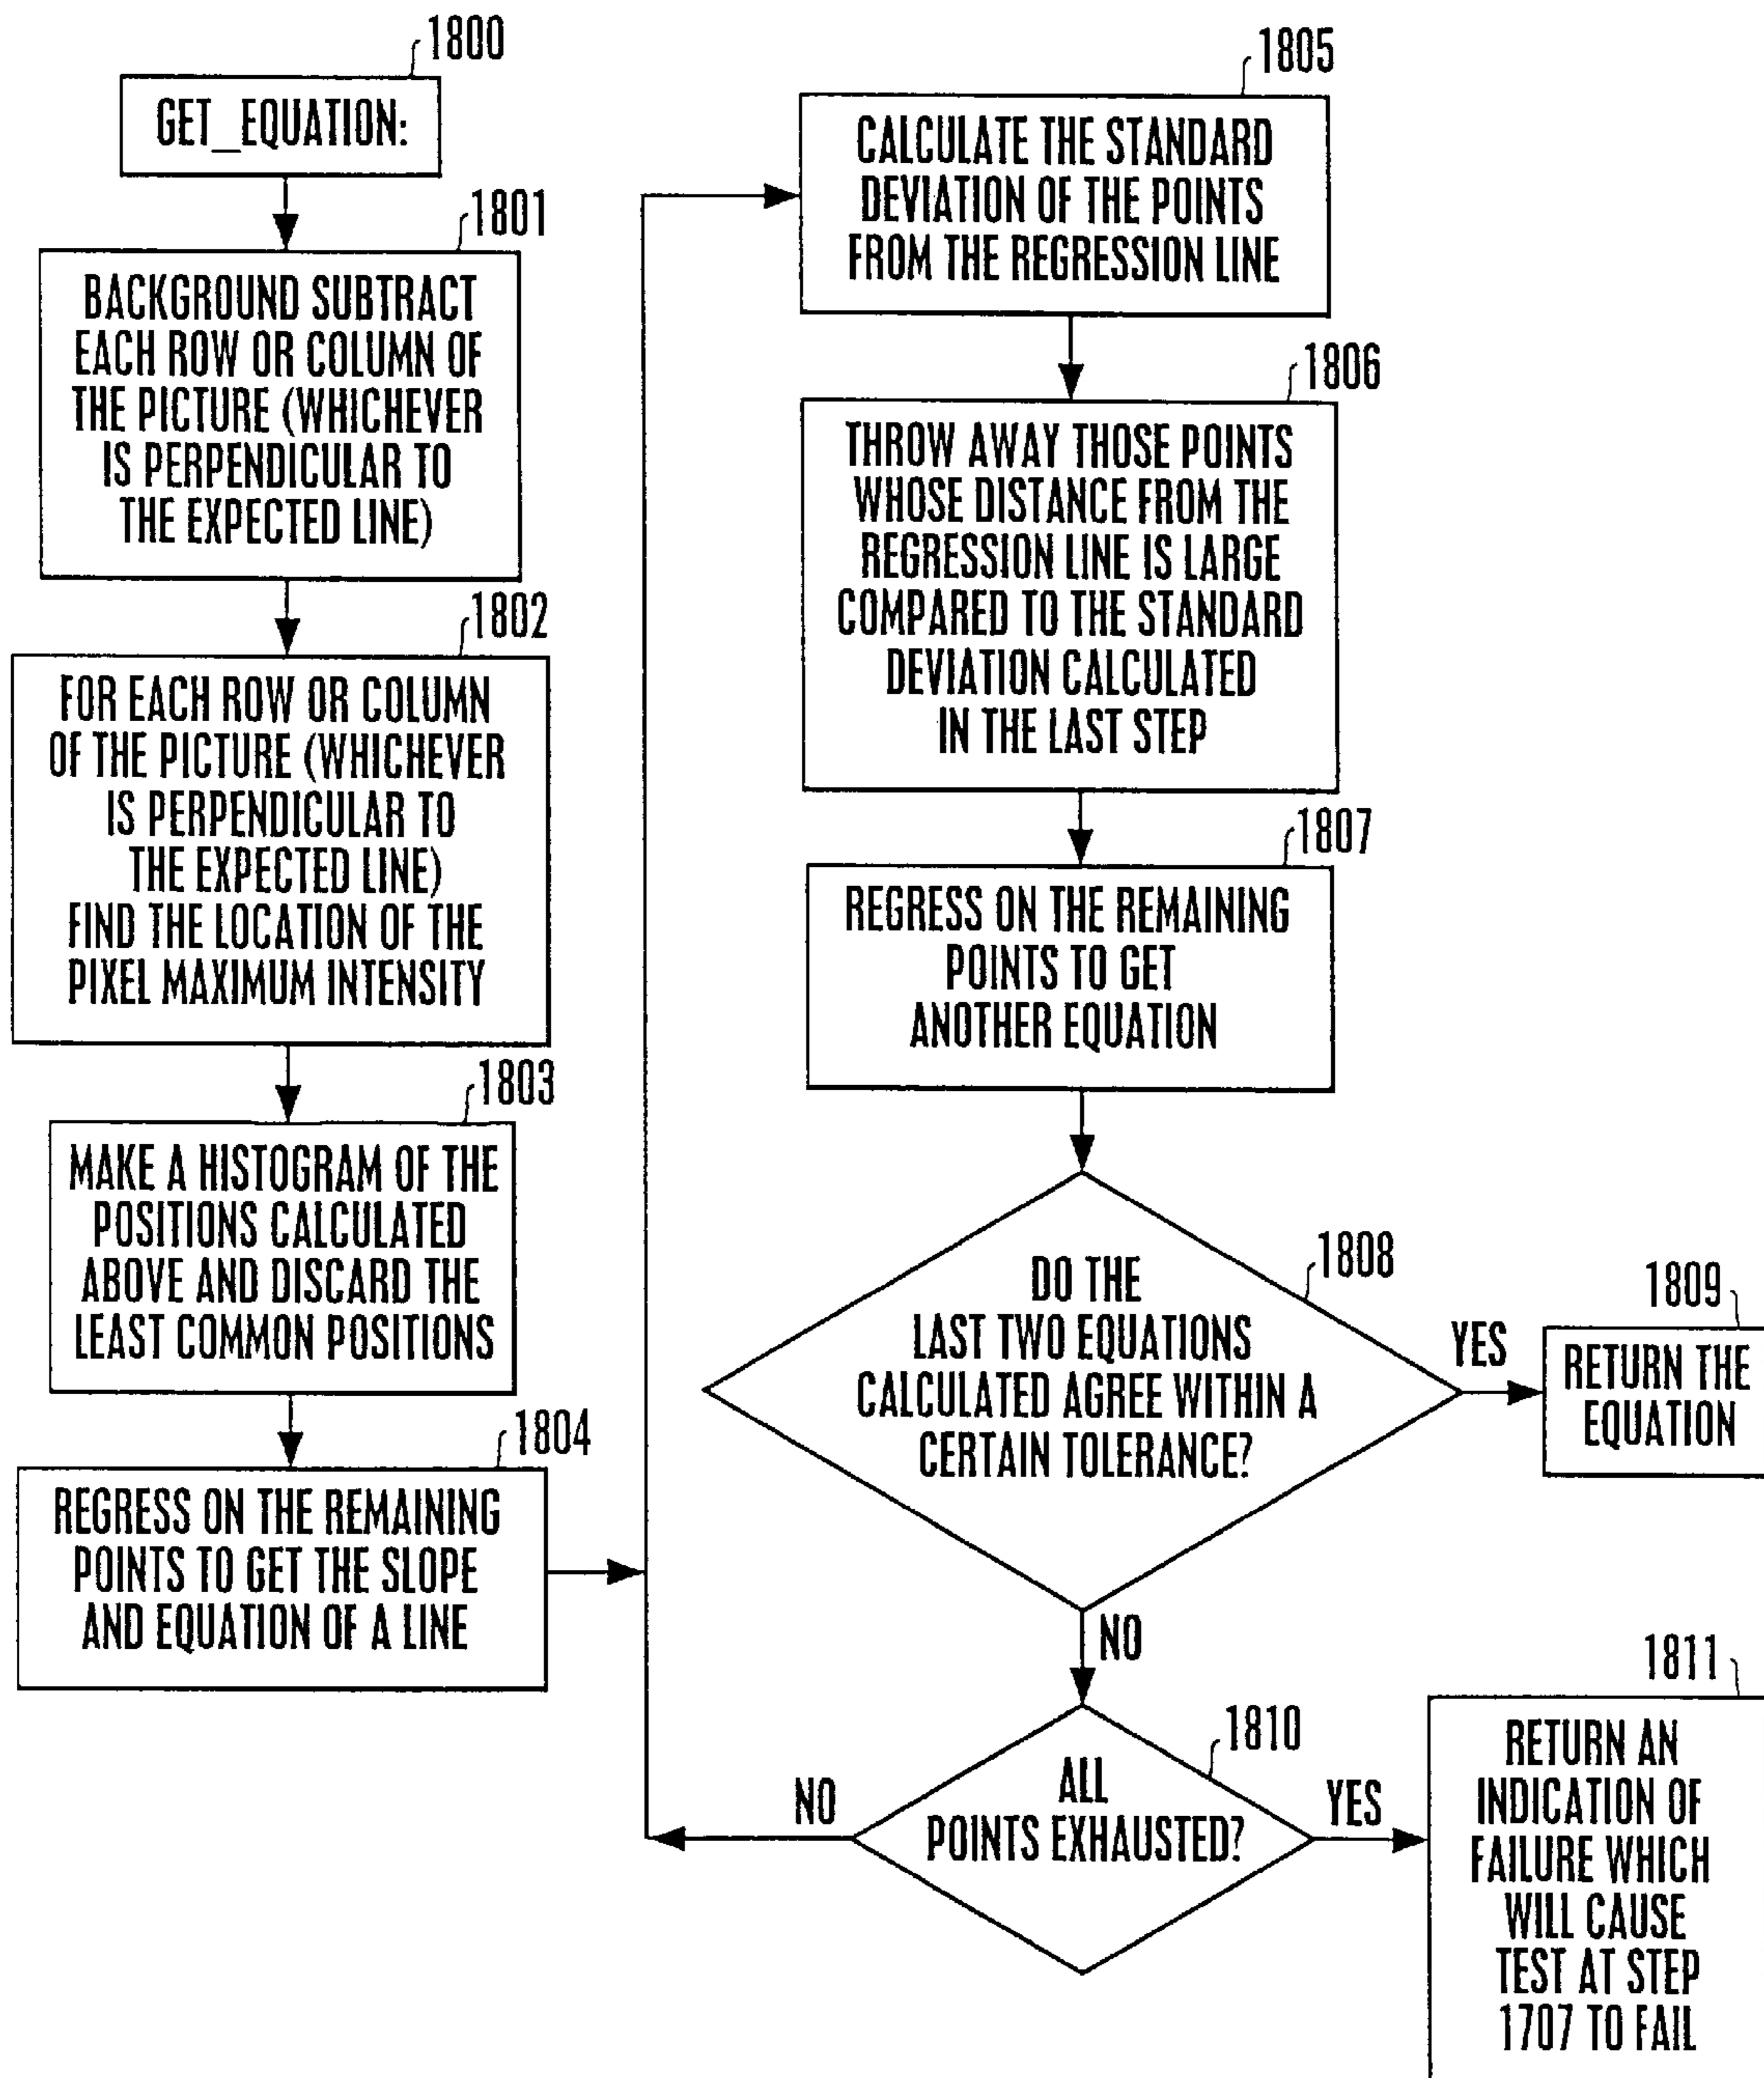 1800
GET_EQUATION:
1801
BACKGROUND SUBTRACT
EACH ROW OR COLUMN OF
THE PICTURE (WHICHEVER
IS PERPENDICULAR TO
THE EXPECTED LINE)
1802
FOR EACH ROW OR COLUMN
OF THE PICTURE (WHICHEVER
IS PERPENDICULAR TO
THE EXPECTED LINE)
FIND THE LOCATION OF THE
PIXEL MAXIMUM INTENSITY
1803
MAKE A HISTOGRAM OF THE
POSITIONS CALCULATED
ABOVE AND DISCARD THE
LEAST COMMON POSITIONS
1804
REGRESS ON THE REMAINING
POINTS TO GET THE SLOPE
AND EQUATION OF A LINE
1805
CALCULATE THE STANDARD
DEVIATION OF THE POINTS
FROM THE REGRESSION LINE
1806
THROW AWAY THOSE POINTS
WHOSE DISTANCE FROM THE
REGRESSION LINE IS LARGE
COMPARED TO THE STANDARD
DEVIATION CALCULATED
IN THE LAST STEP
1807
REGRESS ON THE REMAINING
POINTS TO GET
ANOTHER EQUATION
1808
DO THE
LAST TWO EQUATIONS
CALCULATED AGREE WITHIN A
CERTAIN TOLERANCE?
YES
1809
RETURN THE
EQUATION
NO
1810
ALL
POINTS EXHAUSTED?
NO
YES
1811
RETURN AN
INDICATION OF
FAILURE WHICH
WILL CAUSE
TEST AT STEP
1707 TO FAIL